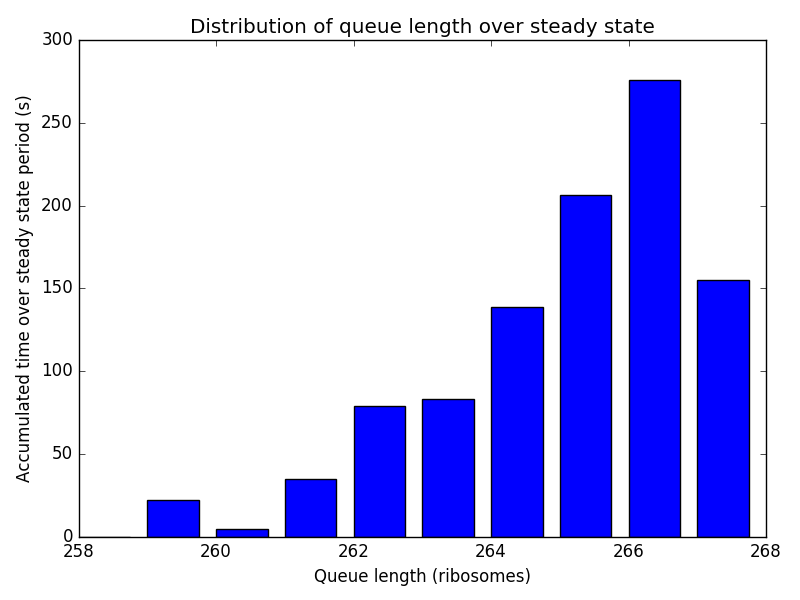 Distribution of queue length over steady state
300
250
200
150
100
50
0
Accumulated time over steady state period (s)
258 260 262 264 266 268
Queue length (ribosomes)